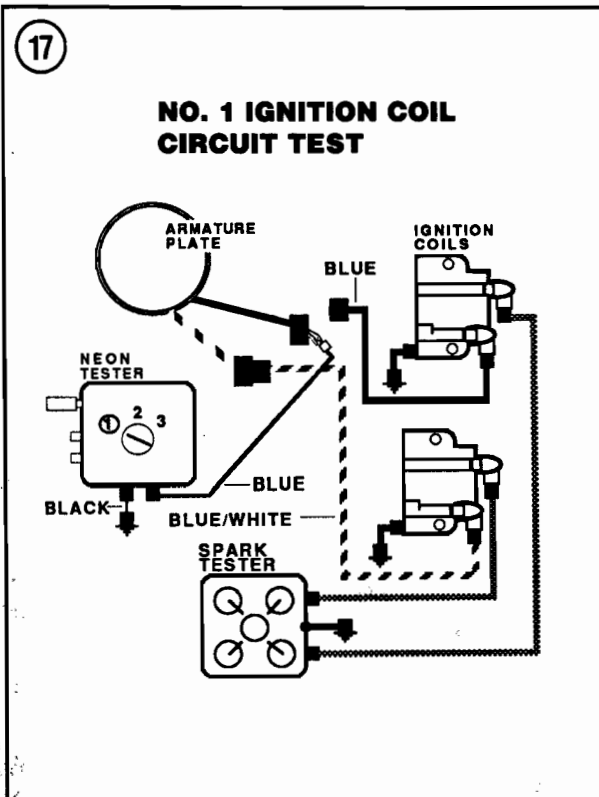 17
NO. 1 IGNITION COIL
CIRCUIT TEST
ARMATURE
PLATE
IGNITION
COILS
BLUE
NEON
TESTER
1 2 3
BLUE
BLACK
BLUE/WHITE
SPARK
TESTER